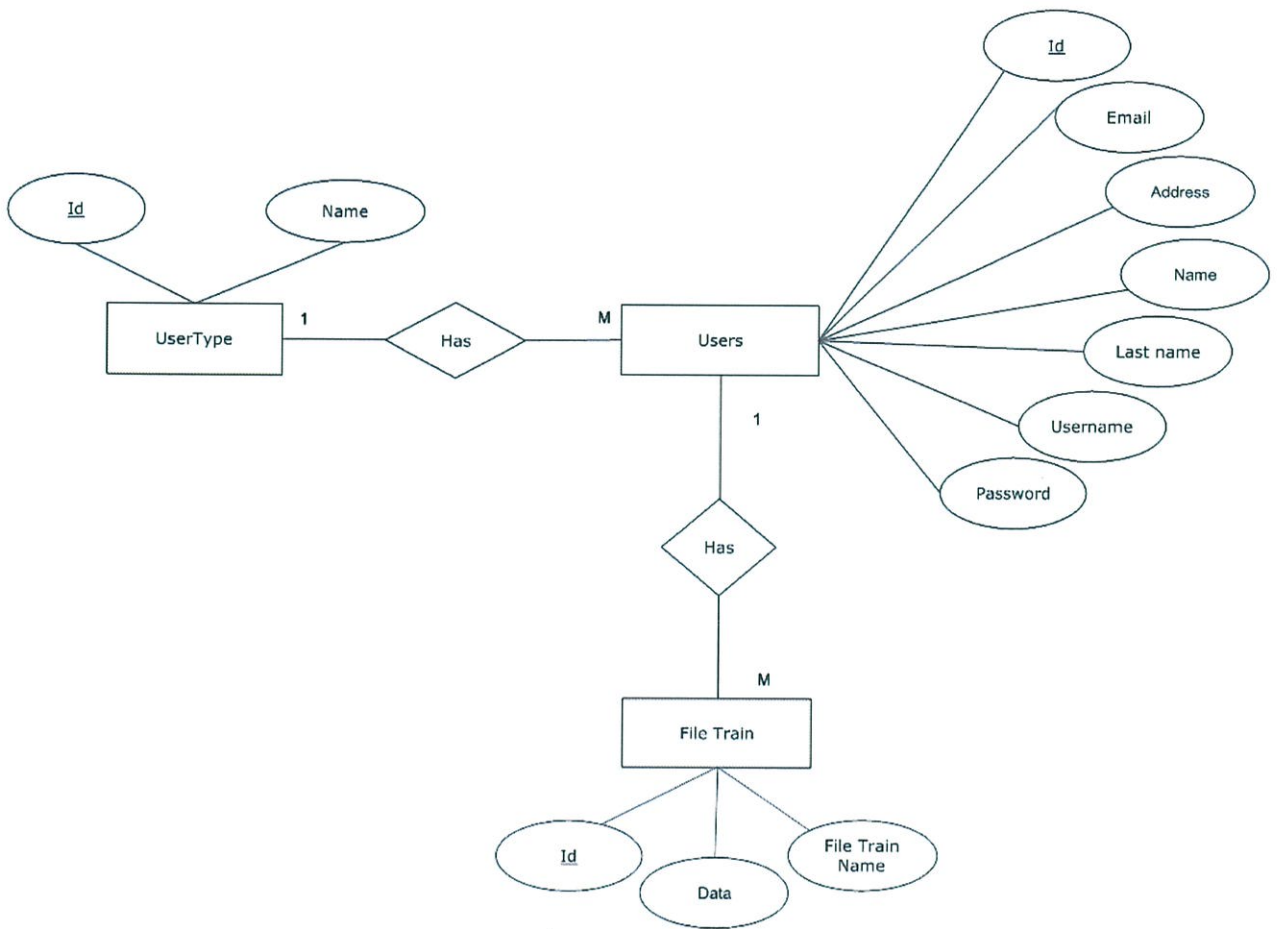 Id
Email
Address
Id
Name
Name
1
M
UserType
Has
Users
Last name
1
Username
Password
Has
M
File Train
Id
File Train
Name
Data